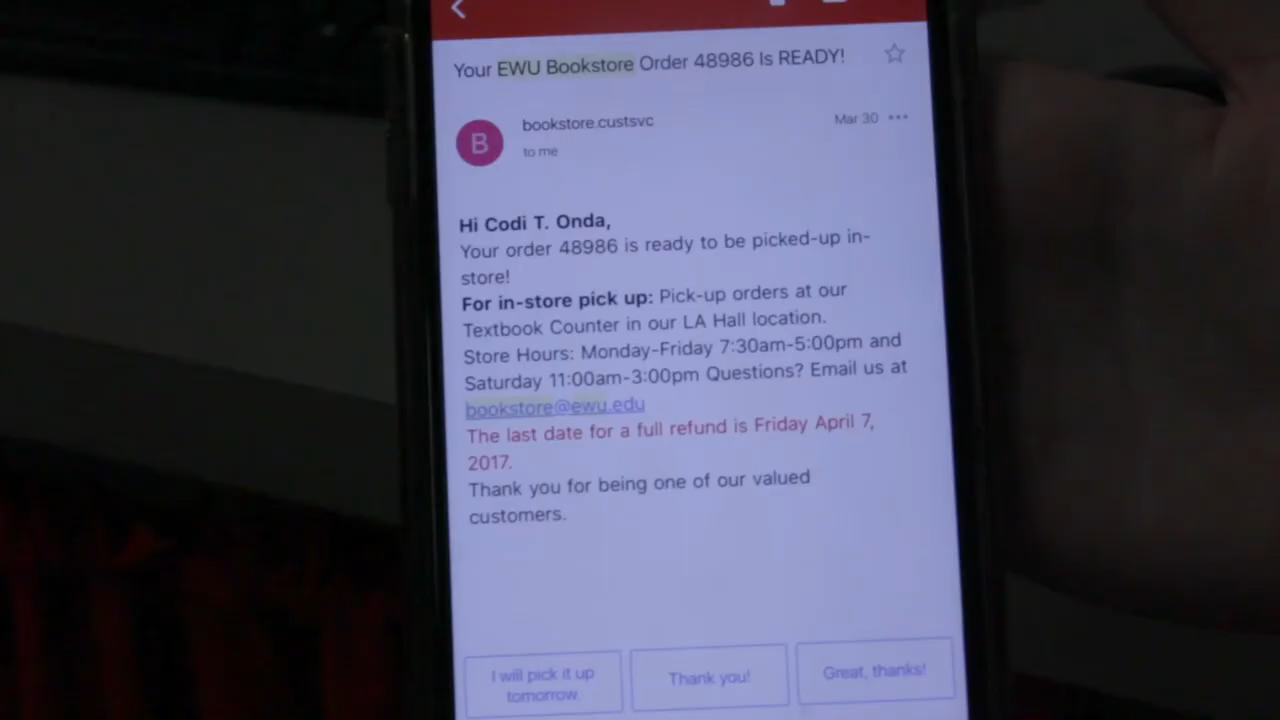 Your EWU Bookstore Order 48986 Is READY!
B
bookstore.custsvc
Mar 30
to me
Hi Codi T. Onda,
Your order 48986 is ready to be picked-up in-
store!
For in-store pick up: Pick-up orders at our
Textbook Counter in our LA Hall location.
Store Hours: Monday-Friday 7:30am-5:00pm and
Saturday 11:00am-3:00pm Questions? Email us at
bookstore@ewu.edu
The last date for a full refund is Friday April 7,
2017.
Thank you for being one of our valued
customers.
I will pick it up
tomorrow.
Thank you!
Great, thanks!